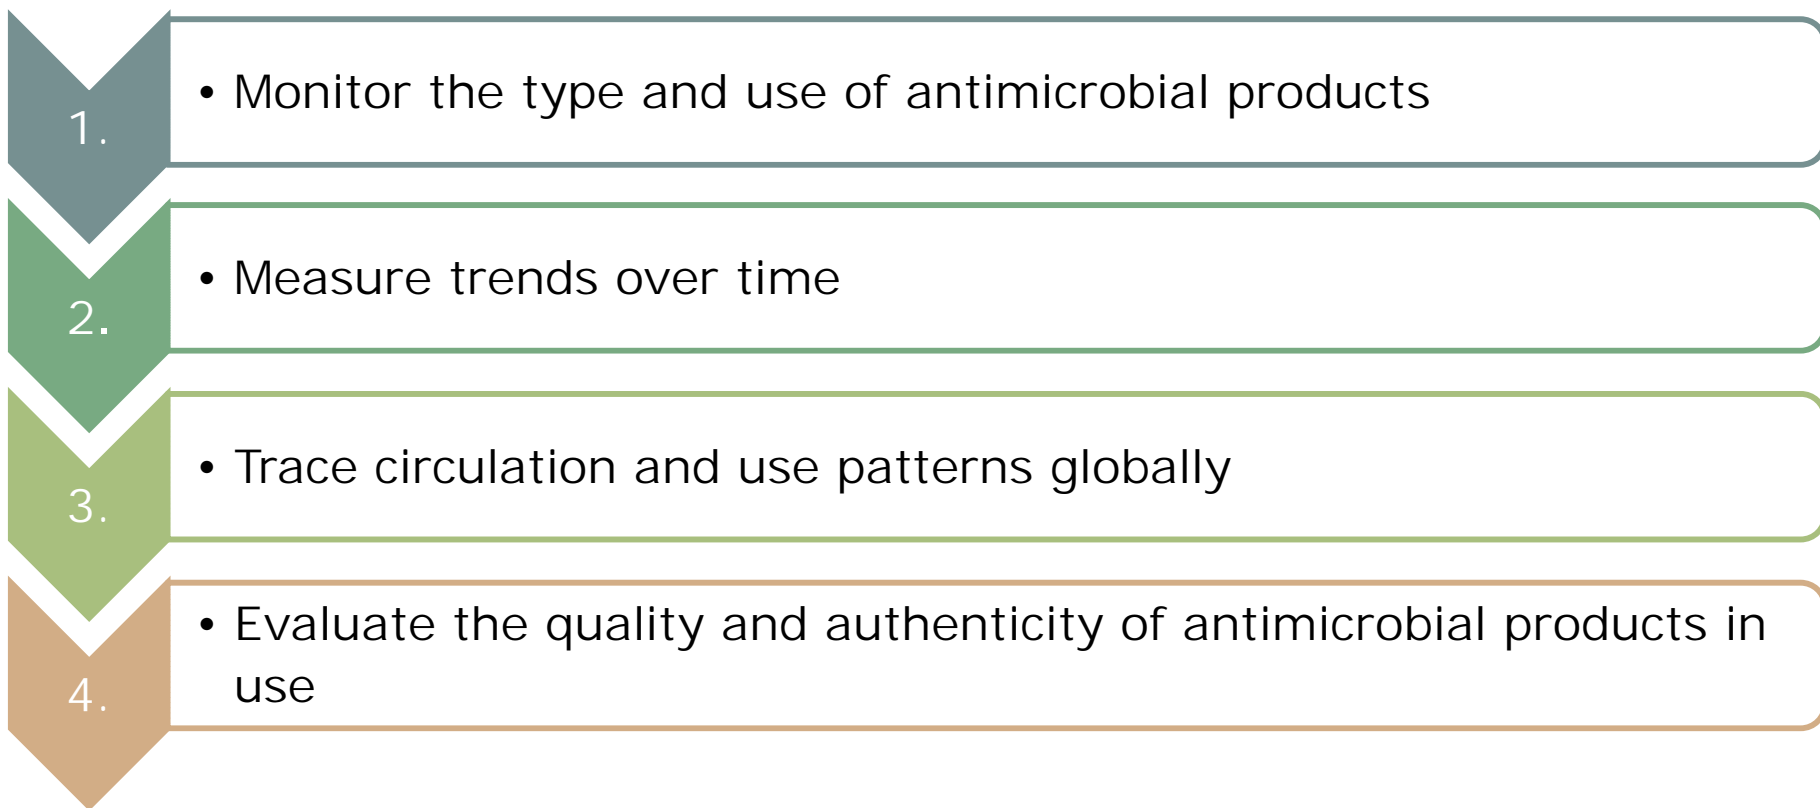 1.
• Monitor the type and use of antimicrobial products
2.
• Measure trends over time
3.
• Trace circulation and use patterns globally
4.
• Evaluate the quality and authenticity of antimicrobial products in
use